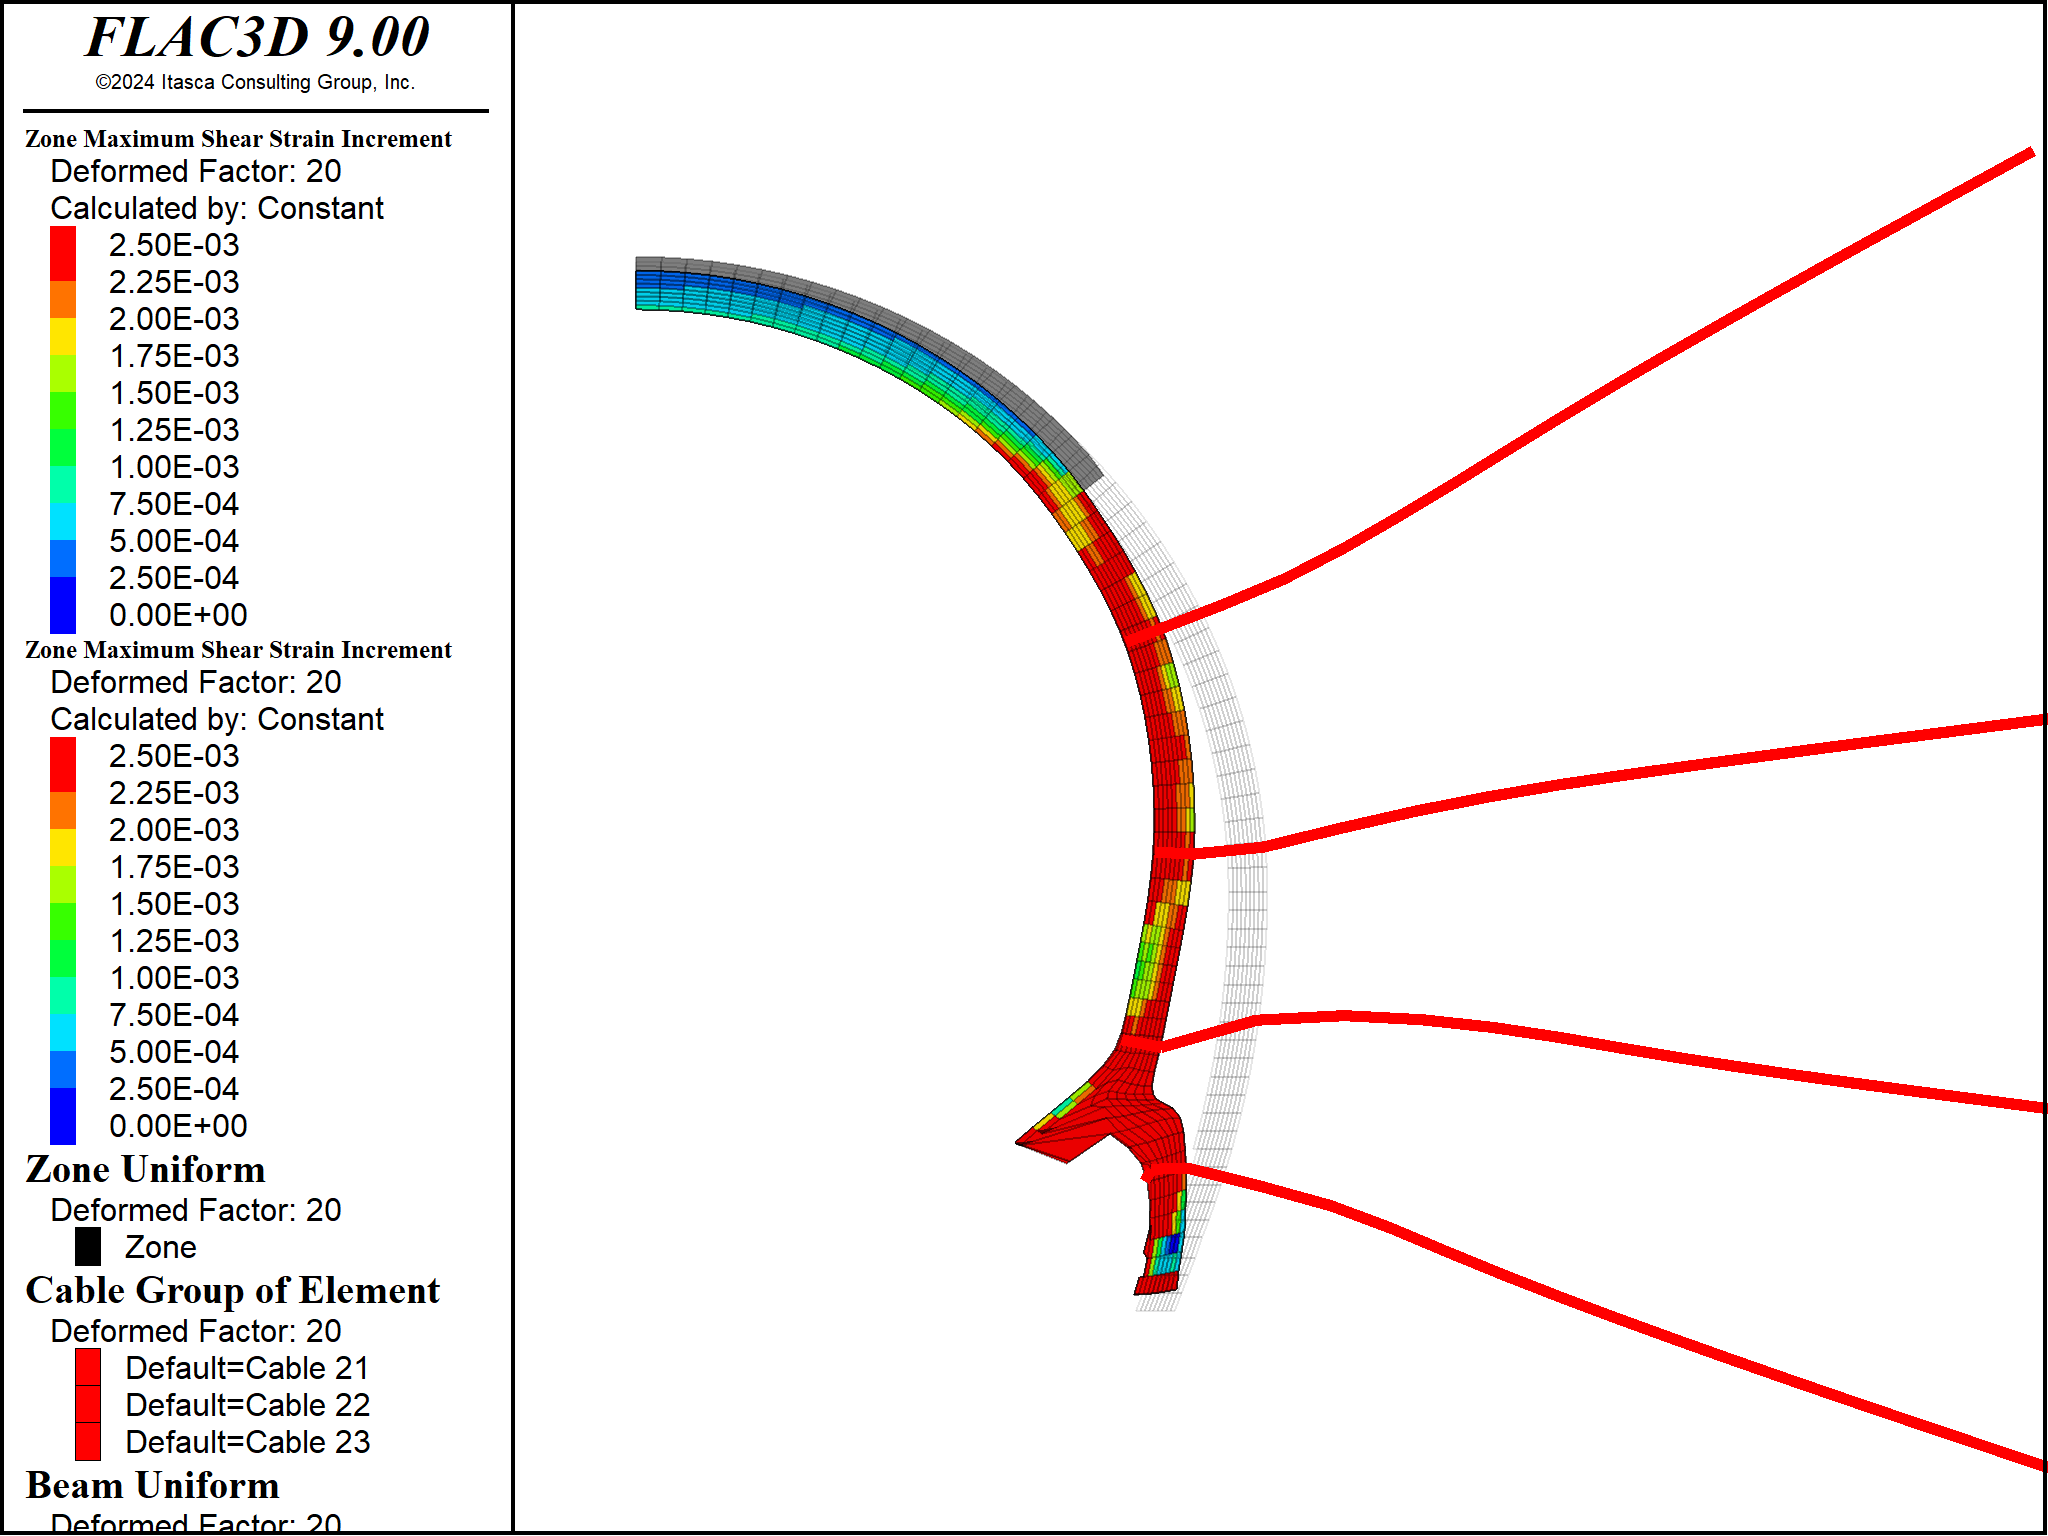 FLAC3D 9.00
©2024 Itasca Consulting Group, Inc.
Zone Maximum Shear Strain Increment
Deformed Factor: 20
Calculated by: Constant
2.50E-03
2.25E-03
2.00E-03
1.75E-03
1.50E-03
1.25E-03
1.00E-03
7.50E-04
5.00E-04
2.50E-04
0.00E+00
Zone Maximum Shear Strain Increment
Deformed Factor: 20
Calculated by: Constant
2.50E-03
2.25E-03
2.00E-03
1.75E-03
1.50E-03
1.25E-03
1.00E-03
7.50E-04
5.00E-04
2.50E-04
0.00E+00
Zone Uniform
Deformed Factor: 20
Zone
Cable Group of Element
Deformed Factor: 20
Default=Cable 21
Default=Cable 22
Default=Cable 23
Beam Uniform
Deformed Factor: 20